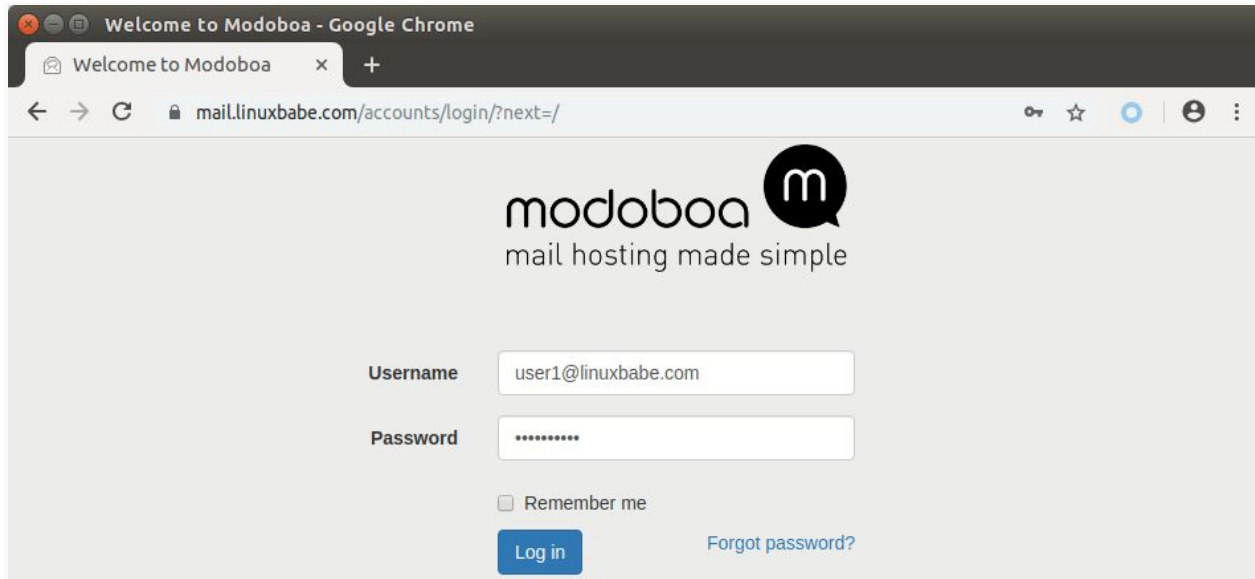 Welcome to Modoboa - Google Chrome
Welcome to Modoboa
mail.linuxbabe.com/accounts/login/?next=/
m
modoboa
mail hosting made simple
Username user1@linuxbabe.com
Password ••••••••••
Remember me
Log in Forgot password?